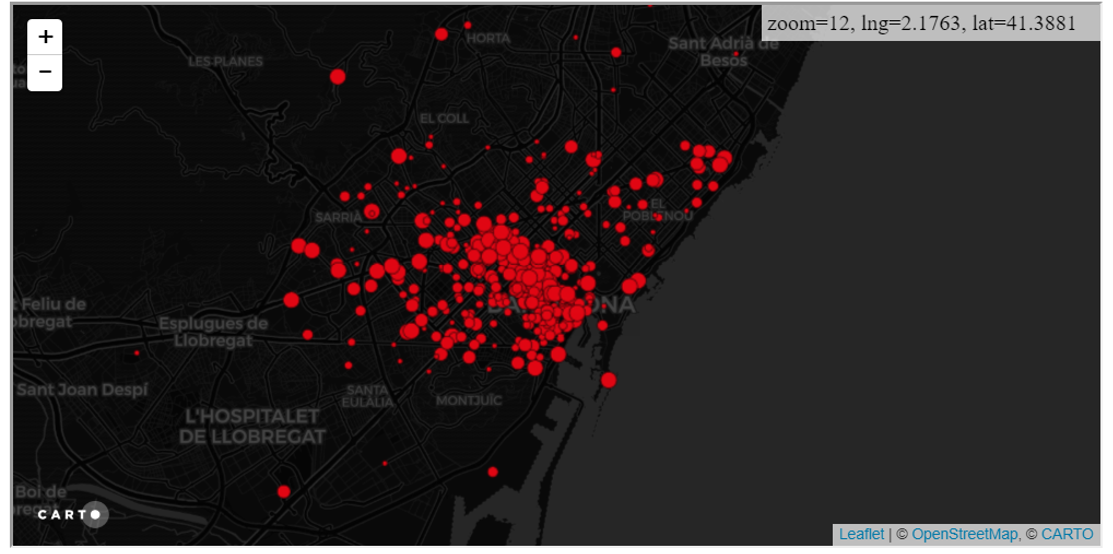 +
−
zoom=12, lng=2.1763, lat=41.3881
HORTA
Sant Adrià de
Besòs
LES PLANES
EL COLL
SARRIÀ
EL
POBLENOU
t Feliu de
obregat
Esplugues de
Llobregat
Sant Joan Despí
SANTA
EULÀLIA
MONTJUÏC
L'HOSPITALET
DE LLOBREGAT
Boi de
CARTO
Leaflet | © OpenStreetMap, © CARTO